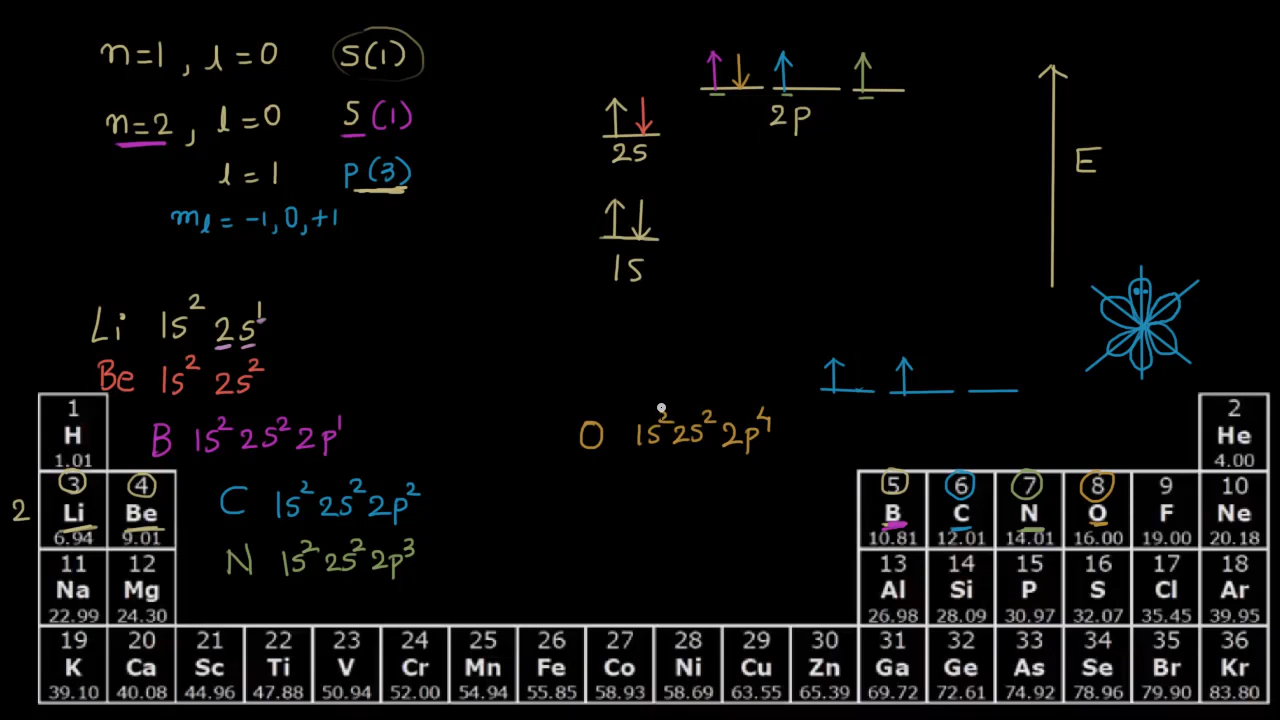 n=1, l=0 S(1)
n=2, l=0 S(1)
l=1 P(3)
mₗ= -1, 0, +1
2p
2s
1s
E
Li 1s² 2s¹
Be 1s² 2s²
B 1s² 2s² 2p¹
C 1s² 2s² 2p²
N 1s² 2s² 2p³
O 1s² 2s² 2p⁴
2
1 2
H He
1.01 4.00
3 4 5 6 7 8 9 10
Li Be B C N O F Ne
6.94 9.01 10.81 12.01 14.01 16.00 19.00 20.18
11 12 13 14 15 16 17 18
Na Mg Al Si P S Cl Ar
22.99 24.30 26.98 28.09 30.97 32.07 35.45 39.95
19 20 21 22 23 24 25 26 27 28 29 30 31 32 33 34 35 36
K Ca Sc Ti V Cr Mn Fe Co Ni Cu Zn Ga Ge As Se Br Kr
39.10 40.08 44.96 47.88 50.94 52.00 54.94 55.85 58.93 58.69 63.55 65.39 69.72 72.61 74.92 78.96 79.90 83.80